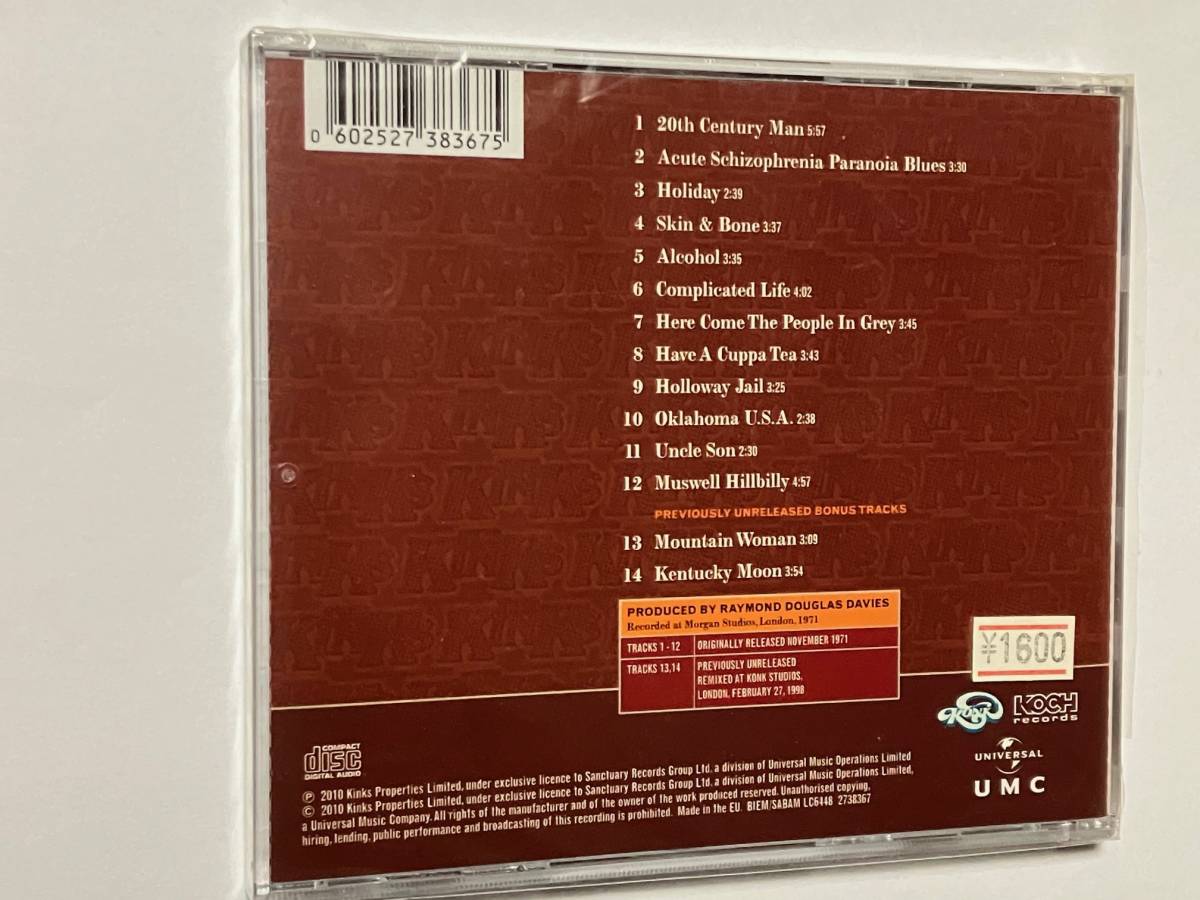 0 602527 383675
1 20th Century Man 5:57
2 Acute Schizophrenia Paranoia Blues 3:30
3 Holiday 2:39
4 Skin & Bone 3:37
5 Alcohol 3:35
6 Complicated Life 4:02
7 Here Come The People In Grey 3:45
8 Have A Cuppa Tea 3:43
9 Holloway Jail 3:25
10 Oklahoma U.S.A. 2:38
11 Uncle Son 2:30
12 Muswell Hillbilly 4:57
PREVIOUSLY UNRELEASED BONUS TRACKS
13 Mountain Woman 3:09
14 Kentucky Moon 3:54
PRODUCED BY RAYMOND DOUGLAS DAVIES
Recorded at Morgan Studios, London, 1971
TRACKS 1 - 12 ORIGINALLY RELEASED NOVEMBER 1971
TRACKS 13,14 PREVIOUSLY UNRELEASED
REMIXED AT KONK STUDIOS,
LONDON, FEBRUARY 27, 1998
¥1600
KONK
KOCH
records
UNIVERSAL
UMC
COMPACT
disc
DIGITAL AUDIO
℗ 2010 Kinks Properties Limited, under exclusive licence to Sanctuary Records Group Ltd. a division of Universal Music Operations Limited
© 2010 Kinks Properties Limited, under exclusive licence to Sanctuary Records Group Ltd. a division of Universal Music Operations Limited,
a Universal Music Company. All rights of the manufacturer and of the owner of the work produced reserved. Unauthorised copying,
hiring, lending, public performance and broadcasting of this recording is prohibited. Made in the EU. BIEM/SABAM LC6448 2738367